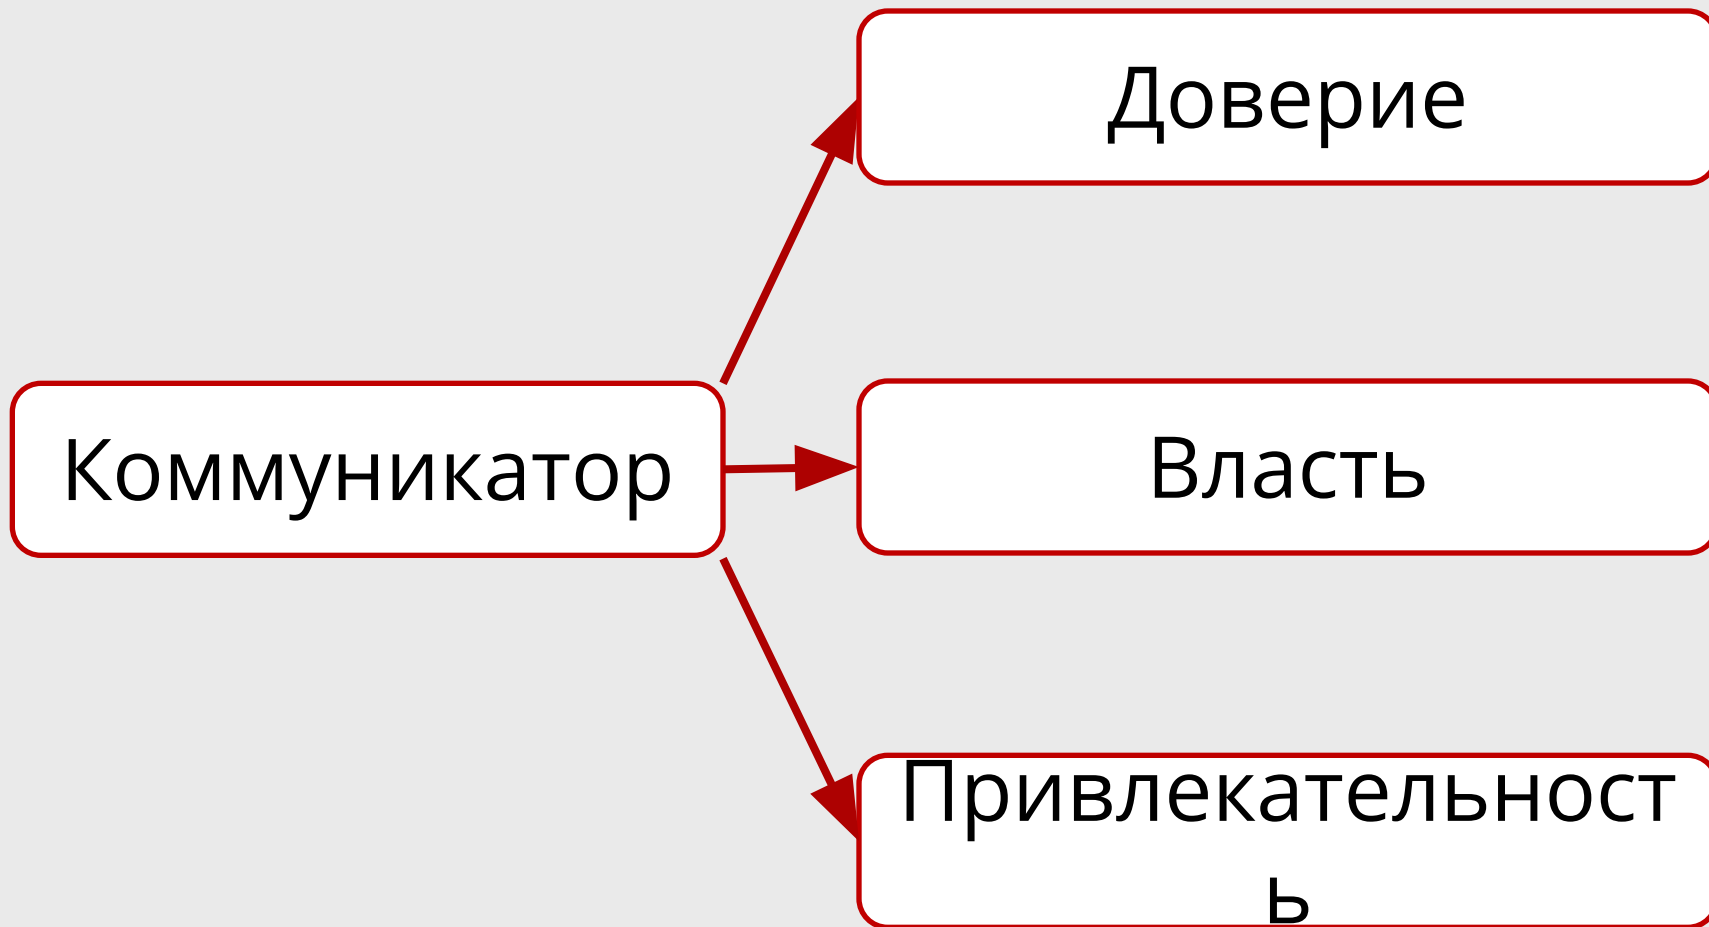 Доверие
Коммуникатор
Власть
Привлекательност
ь